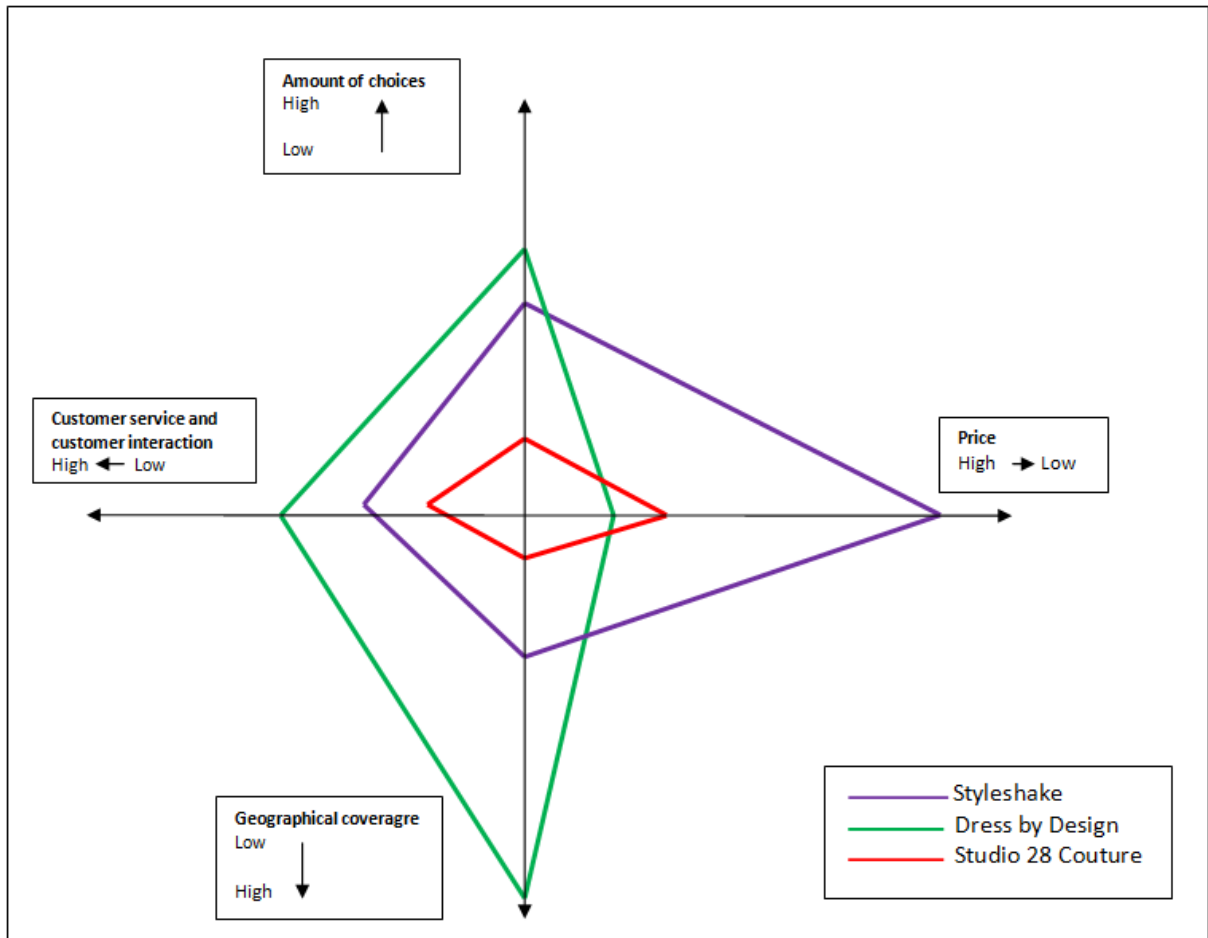 Amount of choices
High
Low
Customer service and
customer interaction
High Low
Price
High Low
Geographical coveragre
Low
High
Styleshake
Dress by Design
Studio 28 Couture